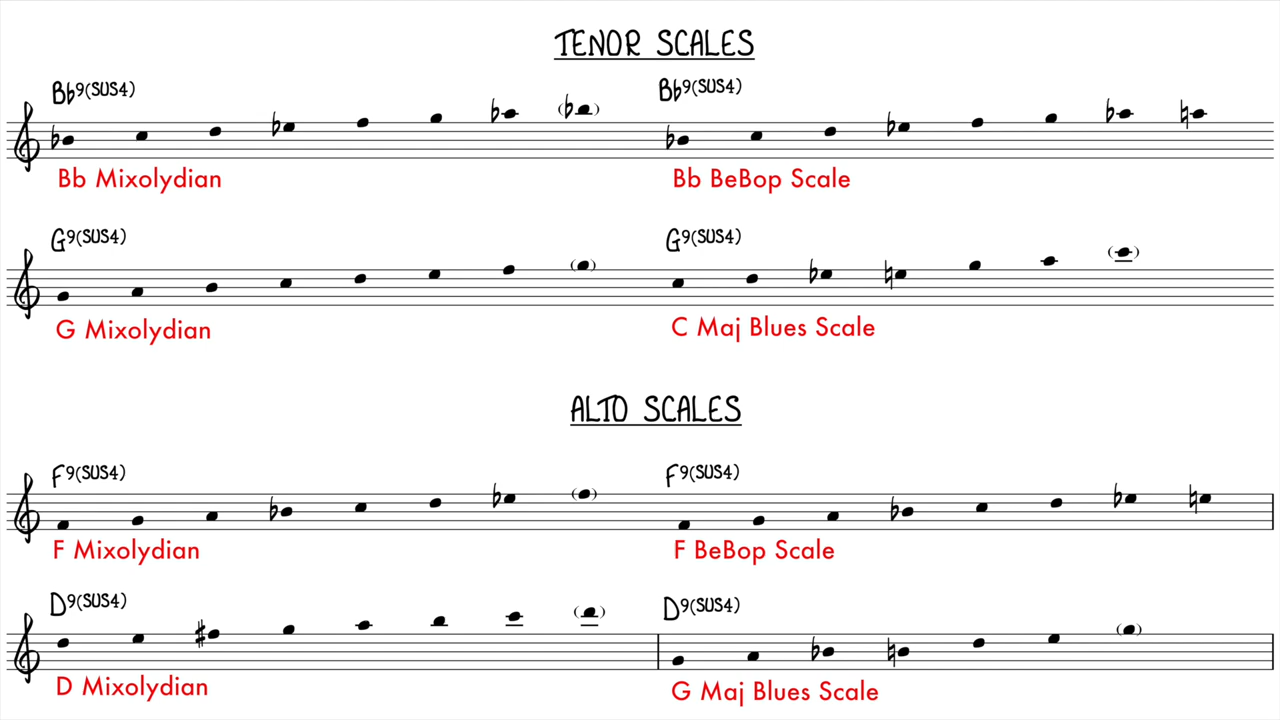 TENOR SCALES
Bb9(SUS4) Bb9(SUS4)
Bb Mixolydian Bb BeBop Scale
G9(SUS4) G9(SUS4)
G Mixolydian C Maj Blues Scale
ALTO SCALES
F9(SUS4) F9(SUS4)
F Mixolydian F BeBop Scale
D9(SUS4) D9(SUS4)
D Mixolydian G Maj Blues Scale